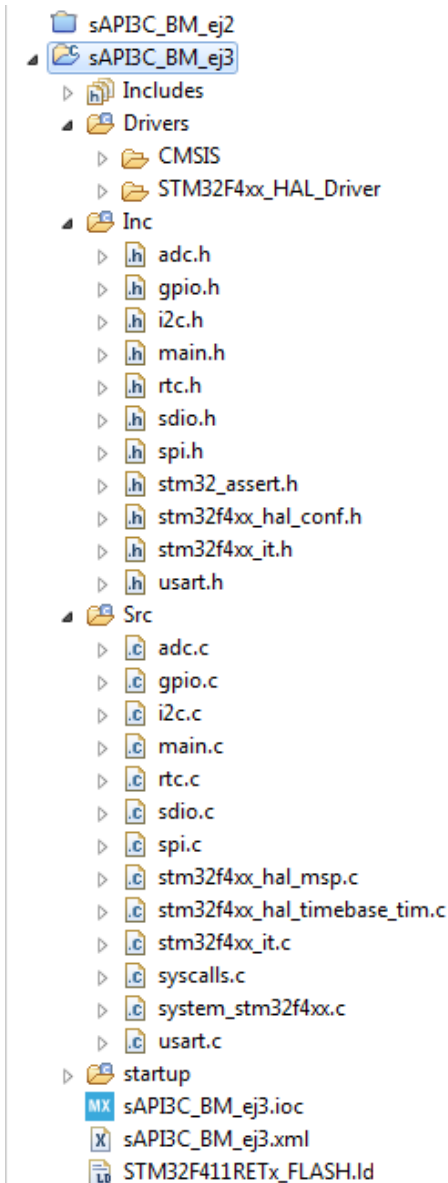 sAPI3C_BM_ej2
sAPI3C_BM_ej3
Includes
Drivers
CMSIS
STM32F4xx_HAL_Driver
Inc
adc.h
gpio.h
i2c.h
main.h
rtc.h
sdio.h
spi.h
stm32_assert.h
stm32f4xx_hal_conf.h
stm32f4xx_it.h
usart.h
Src
adc.c
gpio.c
i2c.c
main.c
rtc.c
sdio.c
spi.c
stm32f4xx_hal_msp.c
stm32f4xx_hal_timebase_tim.c
stm32f4xx_it.c
syscalls.c
system_stm32f4xx.c
usart.c
startup
MX sAPI3C_BM_ej3.ioc
sAPI3C_BM_ej3.xml
STM32F411RETx_FLASH.ld